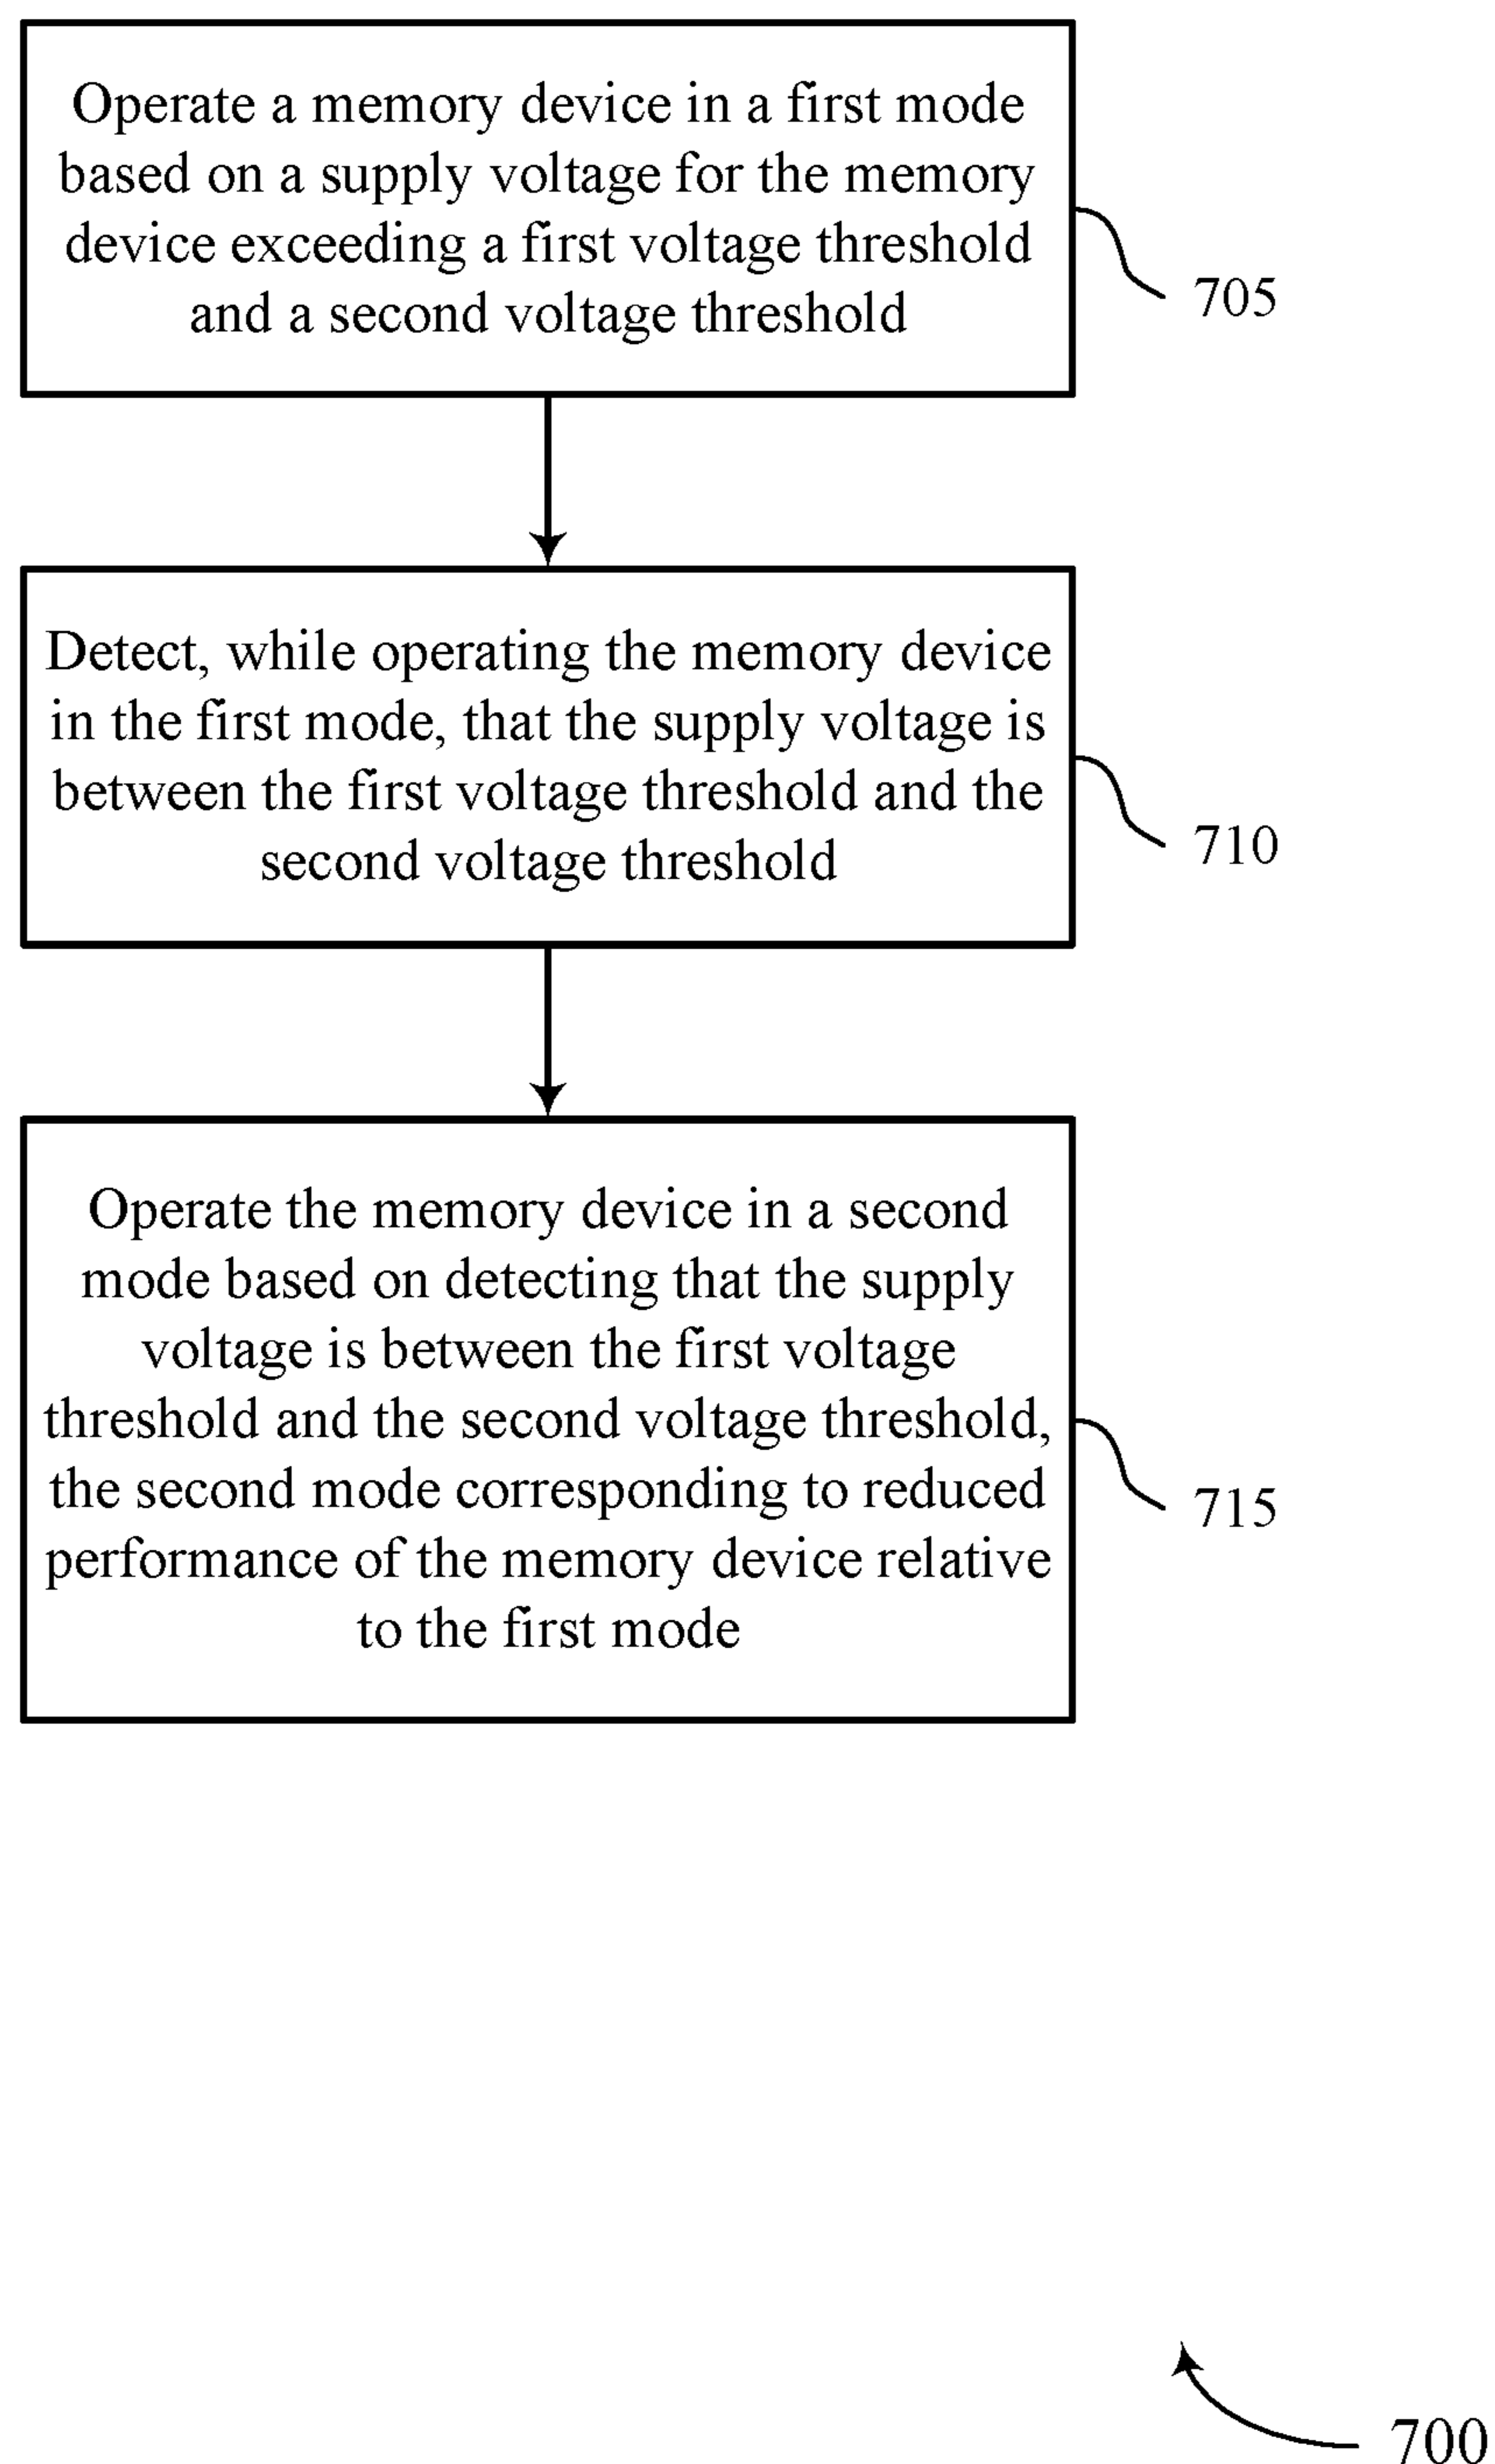 Operate a memory device in a first mode
based on a supply voltage for the memory
device exceeding a first voltage threshold
and a second voltage threshold
705
Detect, while operating the memory device
in the first mode, that the supply voltage is
between the first voltage threshold and the
second voltage threshold
710
Operate the memory device in a second
mode based on detecting that the supply
voltage is between the first voltage
threshold and the second voltage threshold,
the second mode corresponding to reduced
performance of the memory device relative
to the first mode
715
700